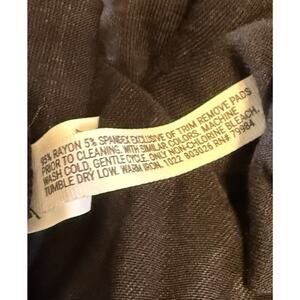 95% RAYON 5% SPANDEX EXCLUSIVE OF TRIM REMOVE PADS
PRIOR TO CLEANING. WITH SIMILAR COLORS. MACHINE
WASH COLD, GENTLE CYCLE. ONLY NON-CHLORINE BLEACH.
TUMBLE DRY LOW. WARM IRON. 1022 903026 RN# 79984